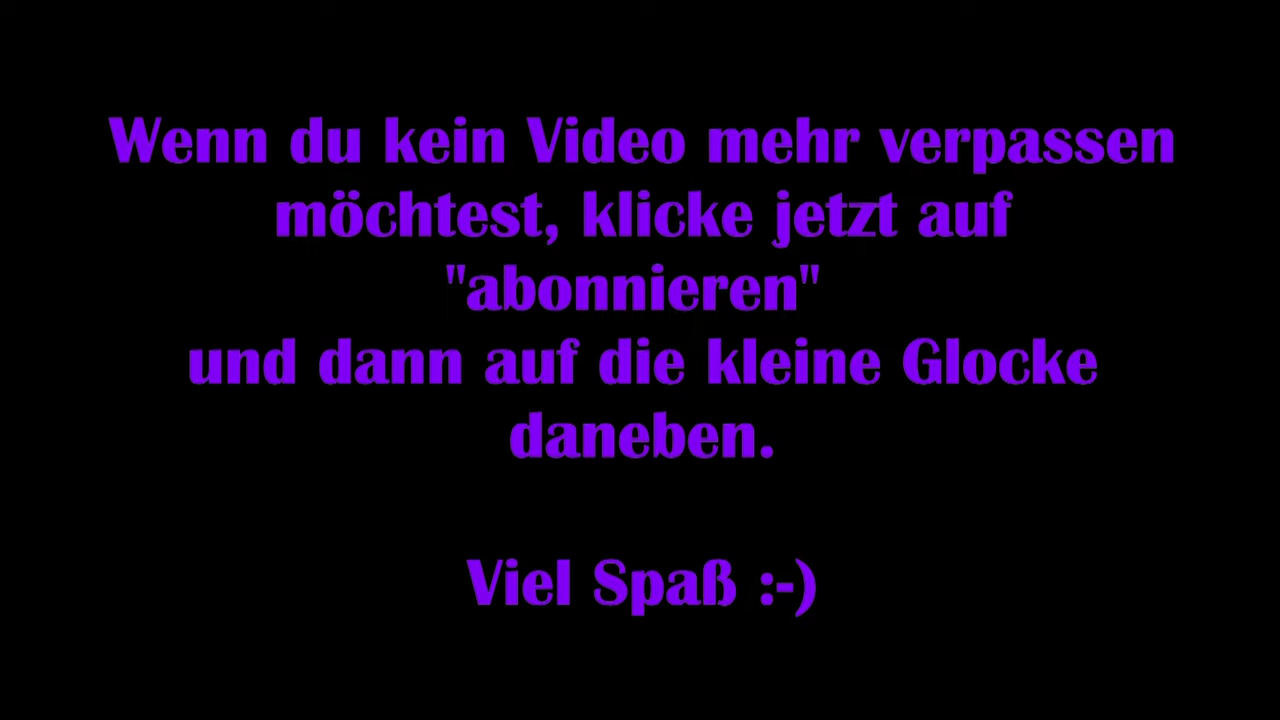 Wenn du kein Video mehr verpassen
möchtest, klicke jetzt auf
"abonnieren"
und dann auf die kleine Glocke
daneben.
Viel Spaß :-)